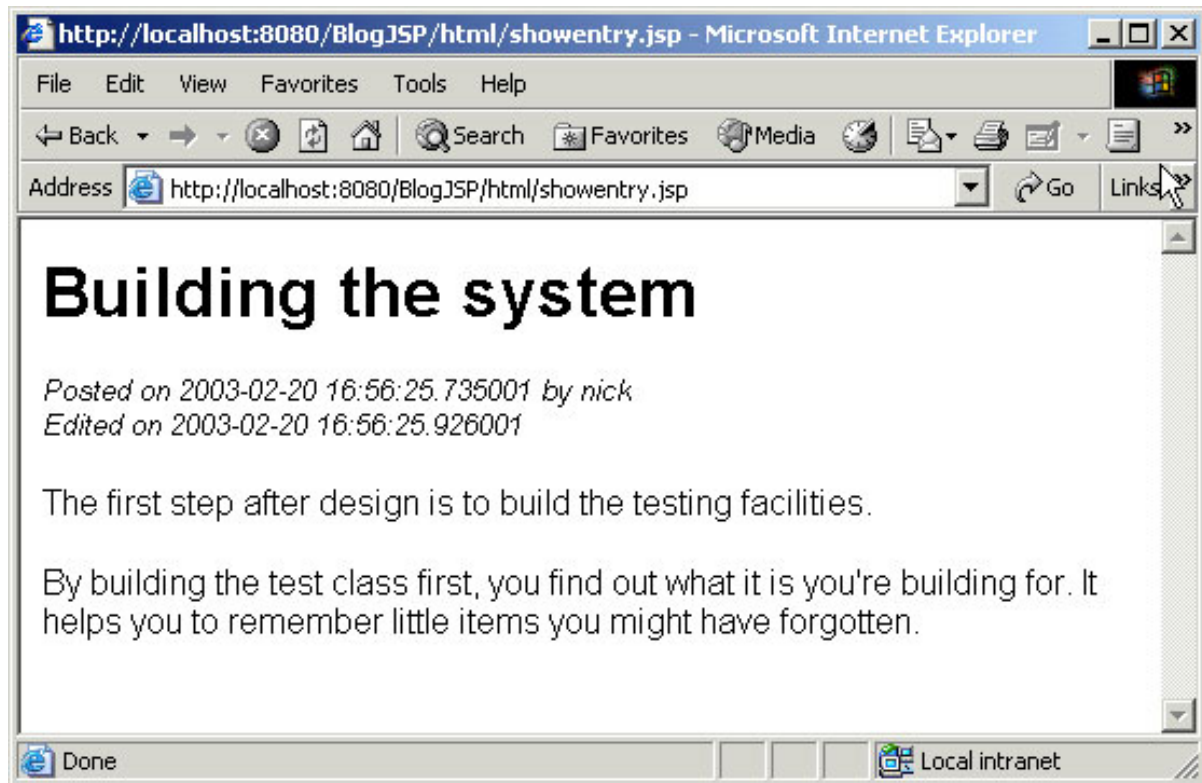 http://localhost:8080/BlogJSP/html/showentry.jsp - Microsoft Internet Explorer
File Edit View Favorites Tools Help
Back Search Favorites Media »
Address http://localhost:8080/BlogJSP/html/showentry.jsp Go Links »
Building the system
Posted on 2003-02-20 16:56:25.735001 by nick
Edited on 2003-02-20 16:56:25.926001
The first step after design is to build the testing facilities.
By building the test class first, you find out what it is you're building for. It
helps you to remember little items you might have forgotten.
Done Local intranet